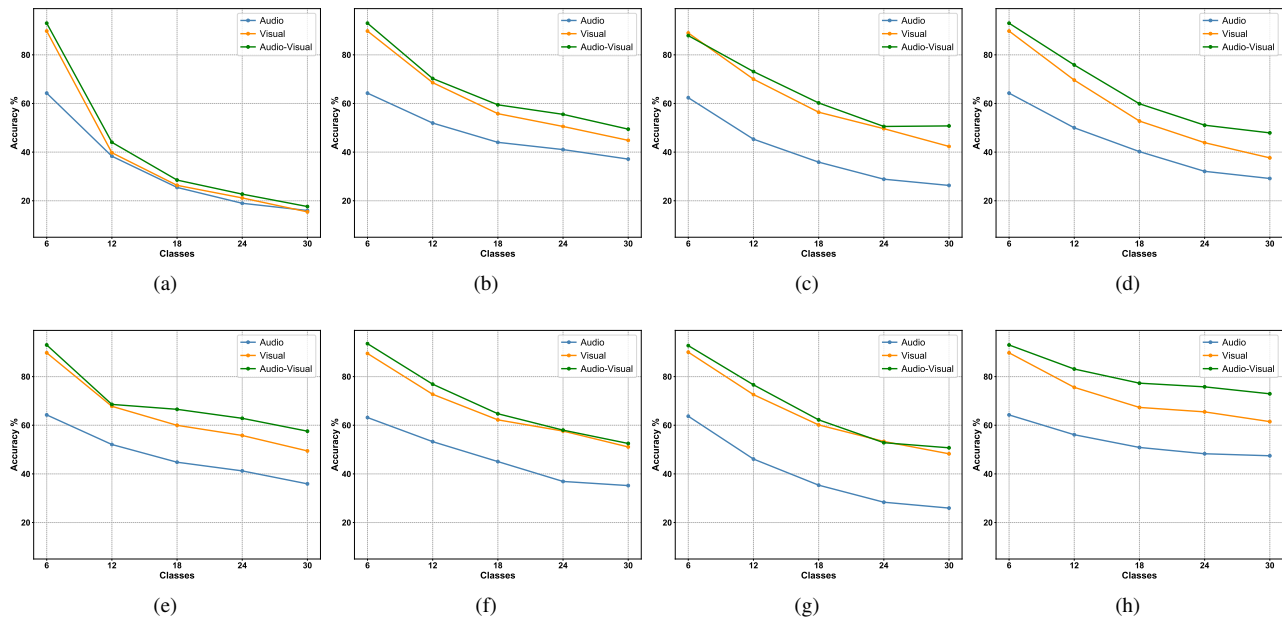 Accuracy %
80
60
40
20
Audio
Visual
Audio-Visual
6 12 18 24 30
Classes
(a)
Accuracy %
80
60
40
20
Audio
Visual
Audio-Visual
6 12 18 24 30
Classes
(b)
Accuracy %
80
60
40
20
Audio
Visual
Audio-Visual
6 12 18 24 30
Classes
(c)
Accuracy %
80
60
40
20
Audio
Visual
Audio-Visual
6 12 18 24 30
Classes
(d)
Accuracy %
80
60
40
20
Audio
Visual
Audio-Visual
6 12 18 24 30
Classes
(e)
Accuracy %
80
60
40
20
Audio
Visual
Audio-Visual
6 12 18 24 30
Classes
(f)
Accuracy %
80
60
40
20
Audio
Visual
Audio-Visual
6 12 18 24 30
Classes
(g)
Accuracy %
80
60
40
20
Audio
Visual
Audio-Visual
6 12 18 24 30
Classes
(h)